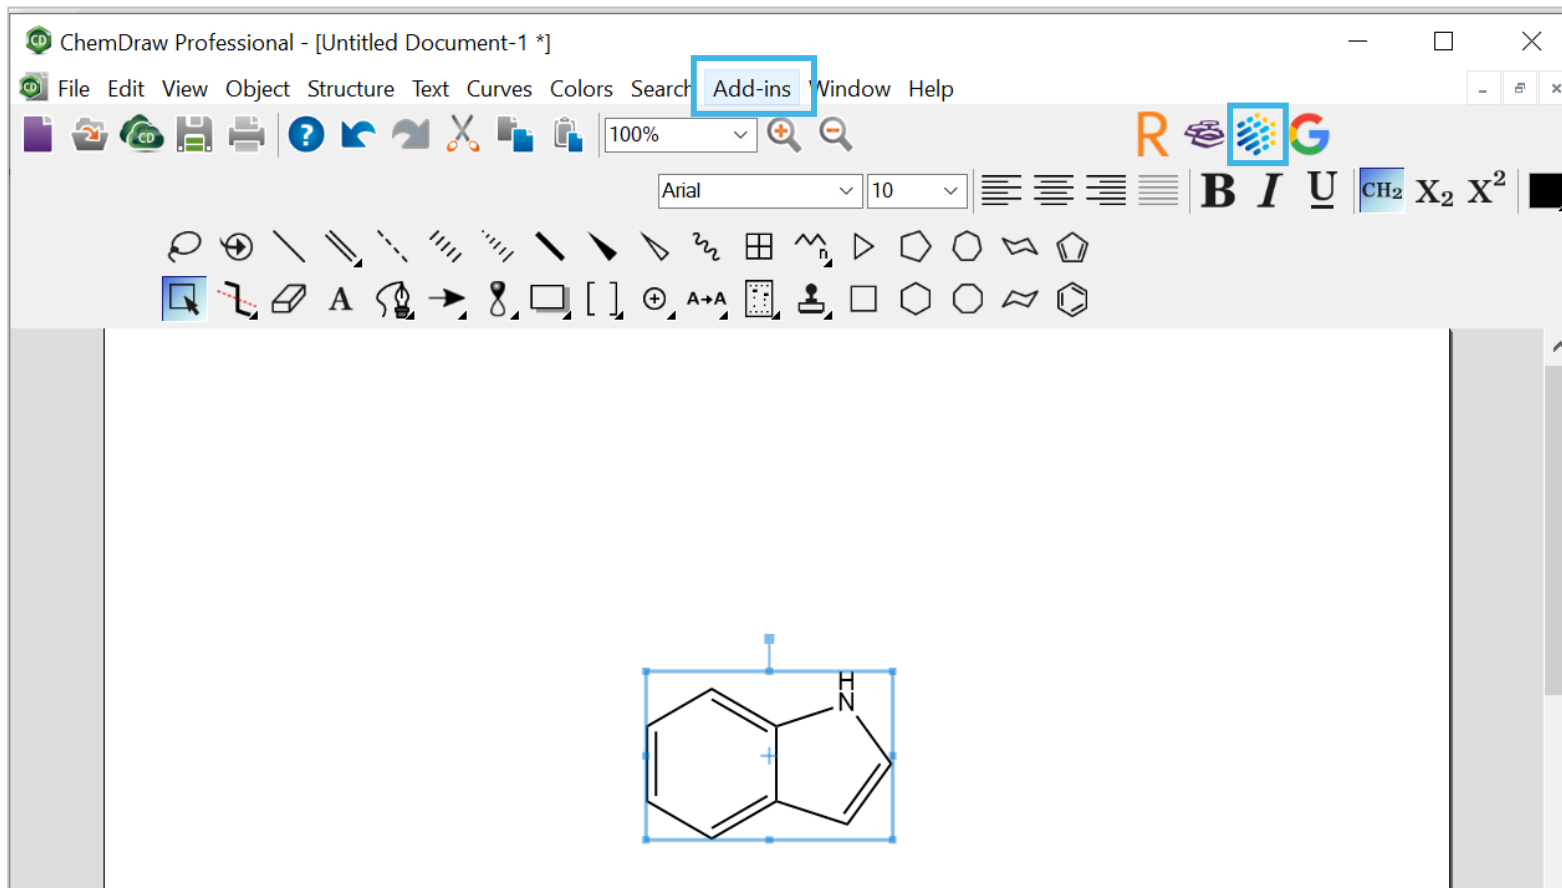 ChemDraw Professional - [Untitled Document-1 *]
File Edit View Object Structure Text Curves Colors Search Add-ins Window Help
100%
Arial 10 B I U CH2 X2 X2
n
A A→A
H
N